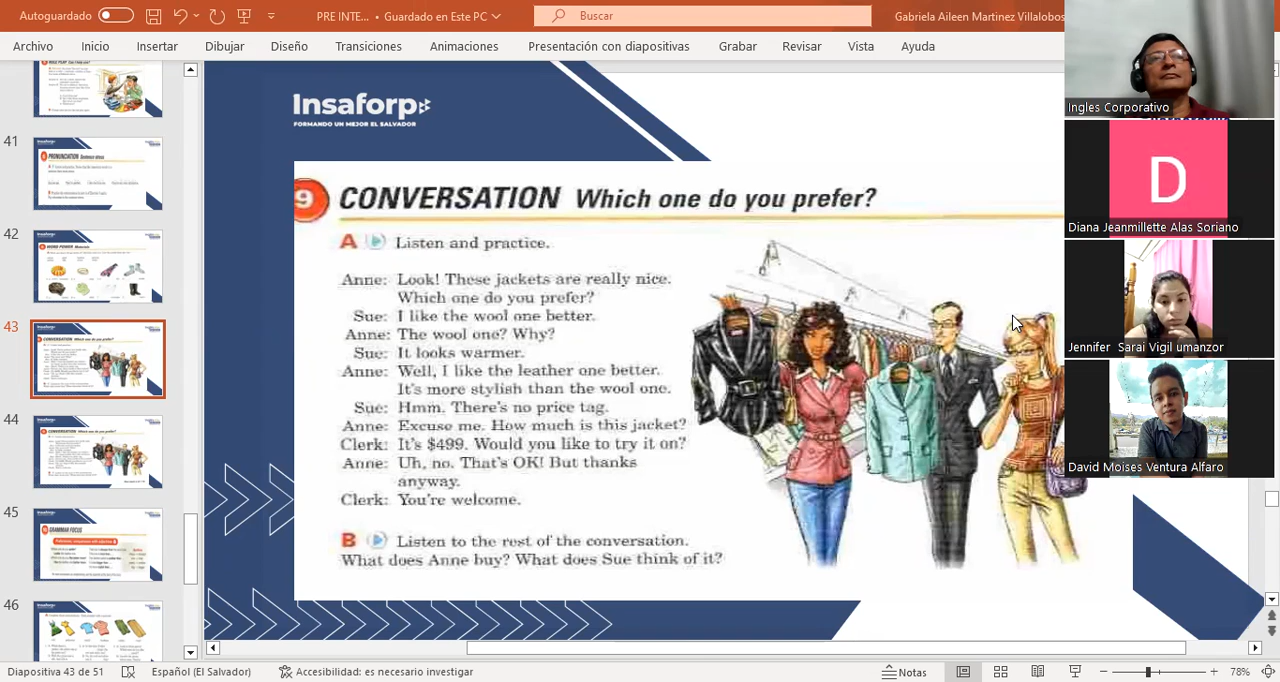 Autoguardado
PRE INTE... • Guardado en Este PC
Buscar
Gabriela Aileen Martinez Villalobos
Archivo Inicio Insertar Dibujar Diseño Transiciones Animaciones Presentación con diapositivas Grabar Revisar Vista Ayuda
41
42
43
44
45
46
Insaforp
FORMANDO UN MEJOR EL SALVADOR
9 CONVERSATION Which one do you prefer?
A Listen and practice.
Anne: Look! These jackets are really nice.
Which one do you prefer?
Sue: I like the wool one better.
Anne: The wool one? Why?
Sue: It looks warmer.
Anne: Well, I like the leather one better.
It's more stylish than the wool one.
Sue: Hmm. There's no price tag.
Anne: Excuse me. How much is this jacket?
Clerk: It's $499. Would you like to try it on?
Anne: Uh, no. That's OK! But thanks
anyway.
Clerk: You're welcome.
B Listen to the rest of the conversation.
What does Anne buy? What does Sue think of it?
Ingles Corporativo
D
Diana Jeanmillette Alas Soriano
Jennifer Sarai Vigil umanzor
David Moises Ventura Alfaro
Diapositiva 43 de 51
Español (El Salvador)
Accesibilidad: es necesario investigar
Notas
78%